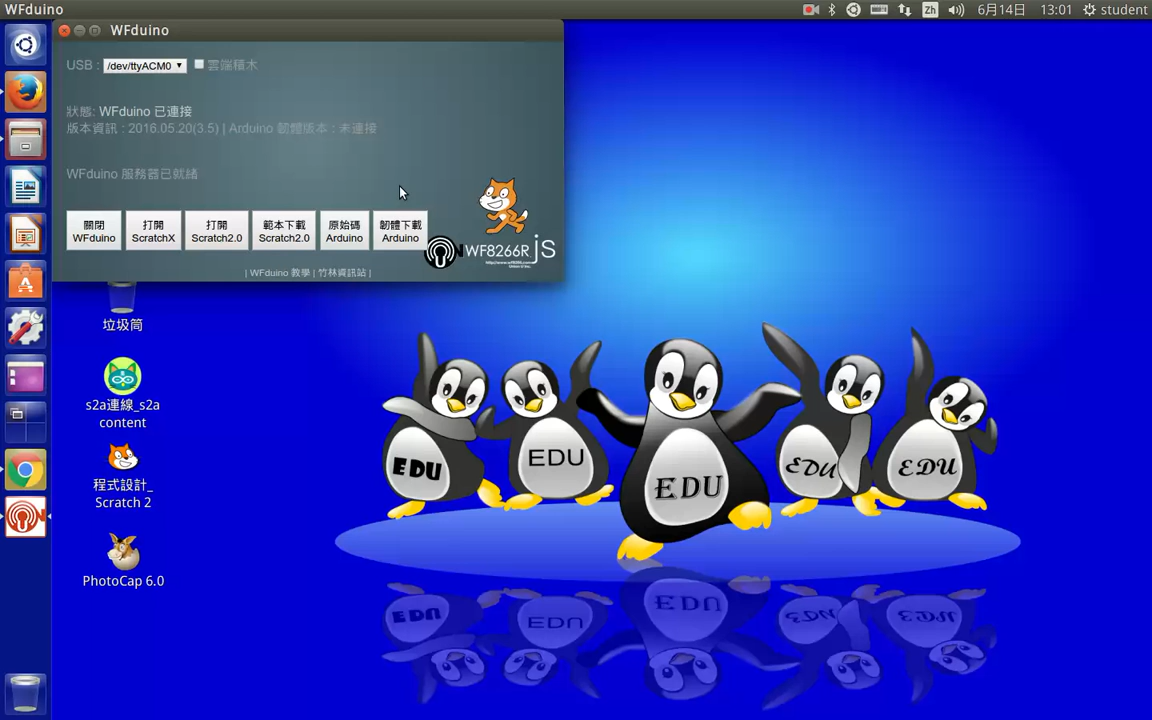 WFduino
Zh
6月14日
13:01
student
WFduino
USB : /dev/ttyACM0 雲端積木
狀態: WFduino 已連接
版本資訊 : 2016.05.20(3.5) | Arduino 韌體版本 : 未連接
WFduino 服務器已就緒
關閉
WFduino
打開
ScratchX
打開
Scratch2.0
範本下載
Scratch2.0
原始碼
Arduino
韌體下載
Arduino
WF8266R.js
| WFduino 教學 | 竹林資訊站 |
垃圾筒
s2a連線_s2a
content
程式設計_
Scratch 2
PhotoCap 6.0
EDU
EDU
EDU
EDU
EDU